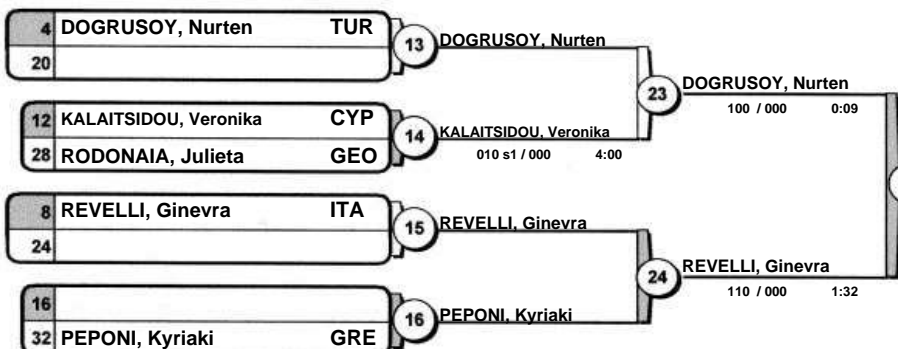 4 DOGRUSOY, Nurten TUR
20
13 DOGRUSOY, Nurten
12 KALAITSIDOU, Veronika CYP
28 RODONAIA, Julieta GEO
14 KALAITSIDOU, Veronika
010 s1 / 000 4:00
23 DOGRUSOY, Nurten
100 / 000 0:09
8 REVELLI, Ginevra ITA
24
15 REVELLI, Ginevra
16
32 PEPONI, Kyriaki GRE
16 PEPONI, Kyriaki
24 REVELLI, Ginevra
110 / 000 1:32